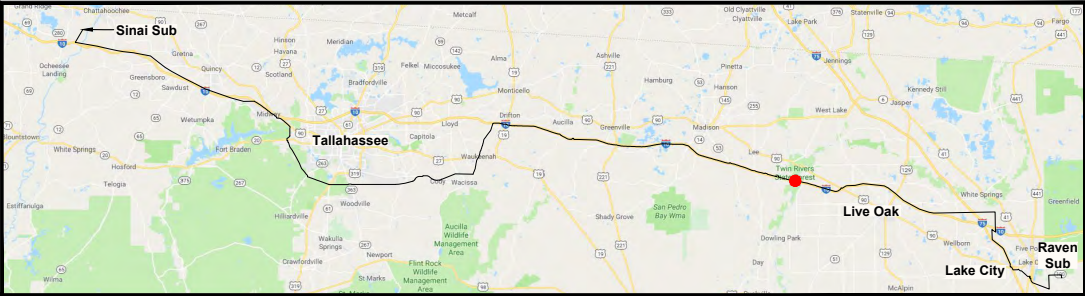 Grand Ridge
Chattahoochee
Sinai Sub
Metcalf
Old Clyattville
Clyattville
Lake Park
Statenville
Fargo
Hinson
Havana
Meridian
Alma
Ashville
Pinetta
Jennings
Ocheesee
Landing
Gretna
Quincy
Scotland
Felkel
Miccosukee
Hamburg
Hanson
Kennedy Still
Greensboro
Sawdust
Bradfordville
Monticello
West Lake
Jasper
Wetumpka
Midway
Lloyd
Drifton
Aucilla
Greenville
Madison
Blountstown
White Springs
Hosford
Telogia
Fort Braden
Tallahassee
Capitola
Waukeenah
Cody
Wacissa
Lee
Twin Rivers
State Forest
White Springs
Greenfield
Estiffanulga
Woodville
Hilliardville
Shady Grove
San Pedro
Bay Wma
Live Oak
Dowling Park
Wellborn
Five Po
Raven
Sub
Wakulla
Springs
Newport
Crawfordville
St Marks
Aucilla
Wildlife
Management
Area
Flint Rock
Wildlife
Management
Area
Day
Lake City
McAlpin
Wilma